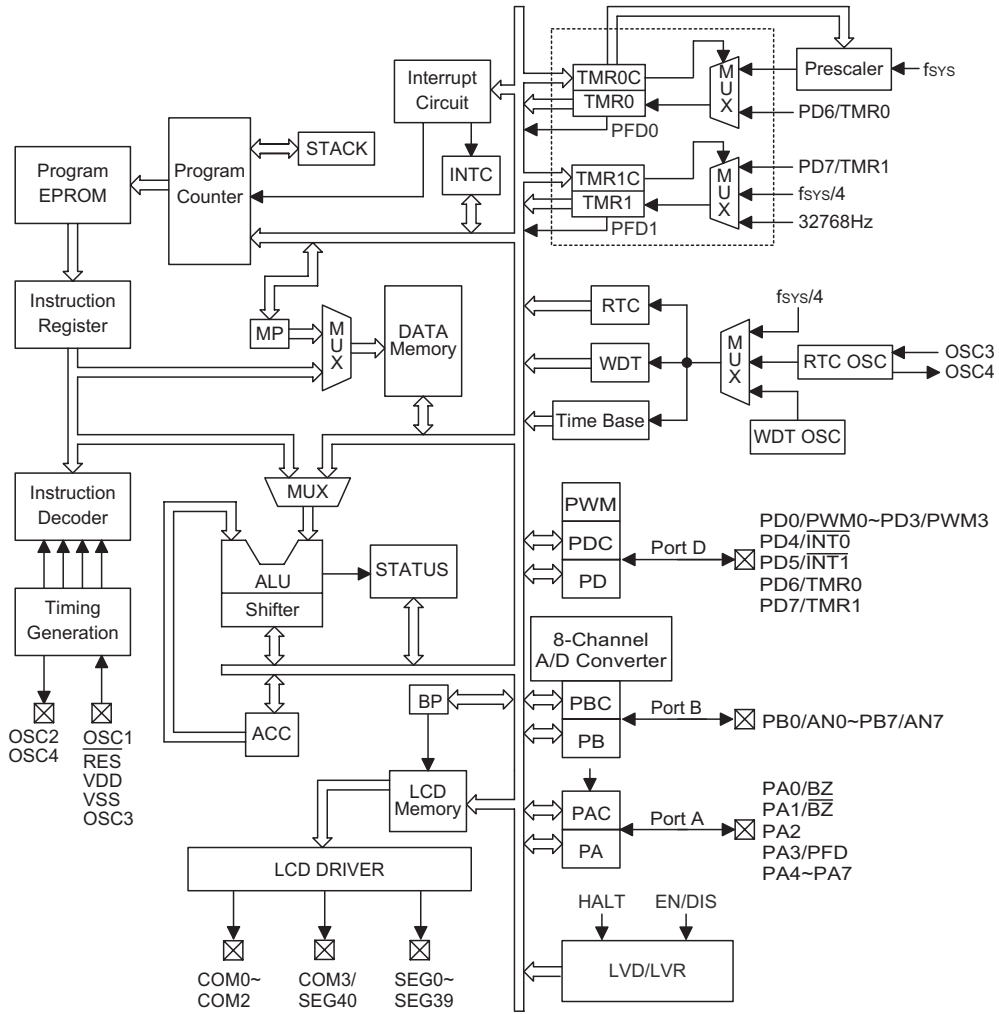 Interrupt
Circuit
STACK
INTC
Program
EPROM
Program
Counter
Instruction
Register
MP
MUX
DATA
Memory
Instruction
Decoder
MUX
ALU
Shifter
STATUS
Timing
Generation
OSC2
OSC4
OSC1
RES
VDD
VSS
OSC3
ACC
BP
LCD
Memory
LCD DRIVER
COM0~
COM2
COM3/
SEG40
SEG0~
SEG39
TMR0C
TMR0
PFD0
MUX
Prescaler
fSYS
PD6/TMR0
TMR1C
TMR1
PFD1
MUX
PD7/TMR1
fSYS/4
32768Hz
RTC
WDT
Time Base
MUX
fSYS/4
RTC OSC
OSC3
OSC4
WDT OSC
PWM
PDC
PD
Port D
PD0/PWM0~PD3/PWM3
PD4/INT0
PD5/INT1
PD6/TMR0
PD7/TMR1
8-Channel
A/D Converter
PBC
PB
Port B
PB0/AN0~PB7/AN7
PAC
PA
Port A
PA0/BZ
PA1/BZ
PA2
PA3/PFD
PA4~PA7
HALT
EN/DIS
LVD/LVR